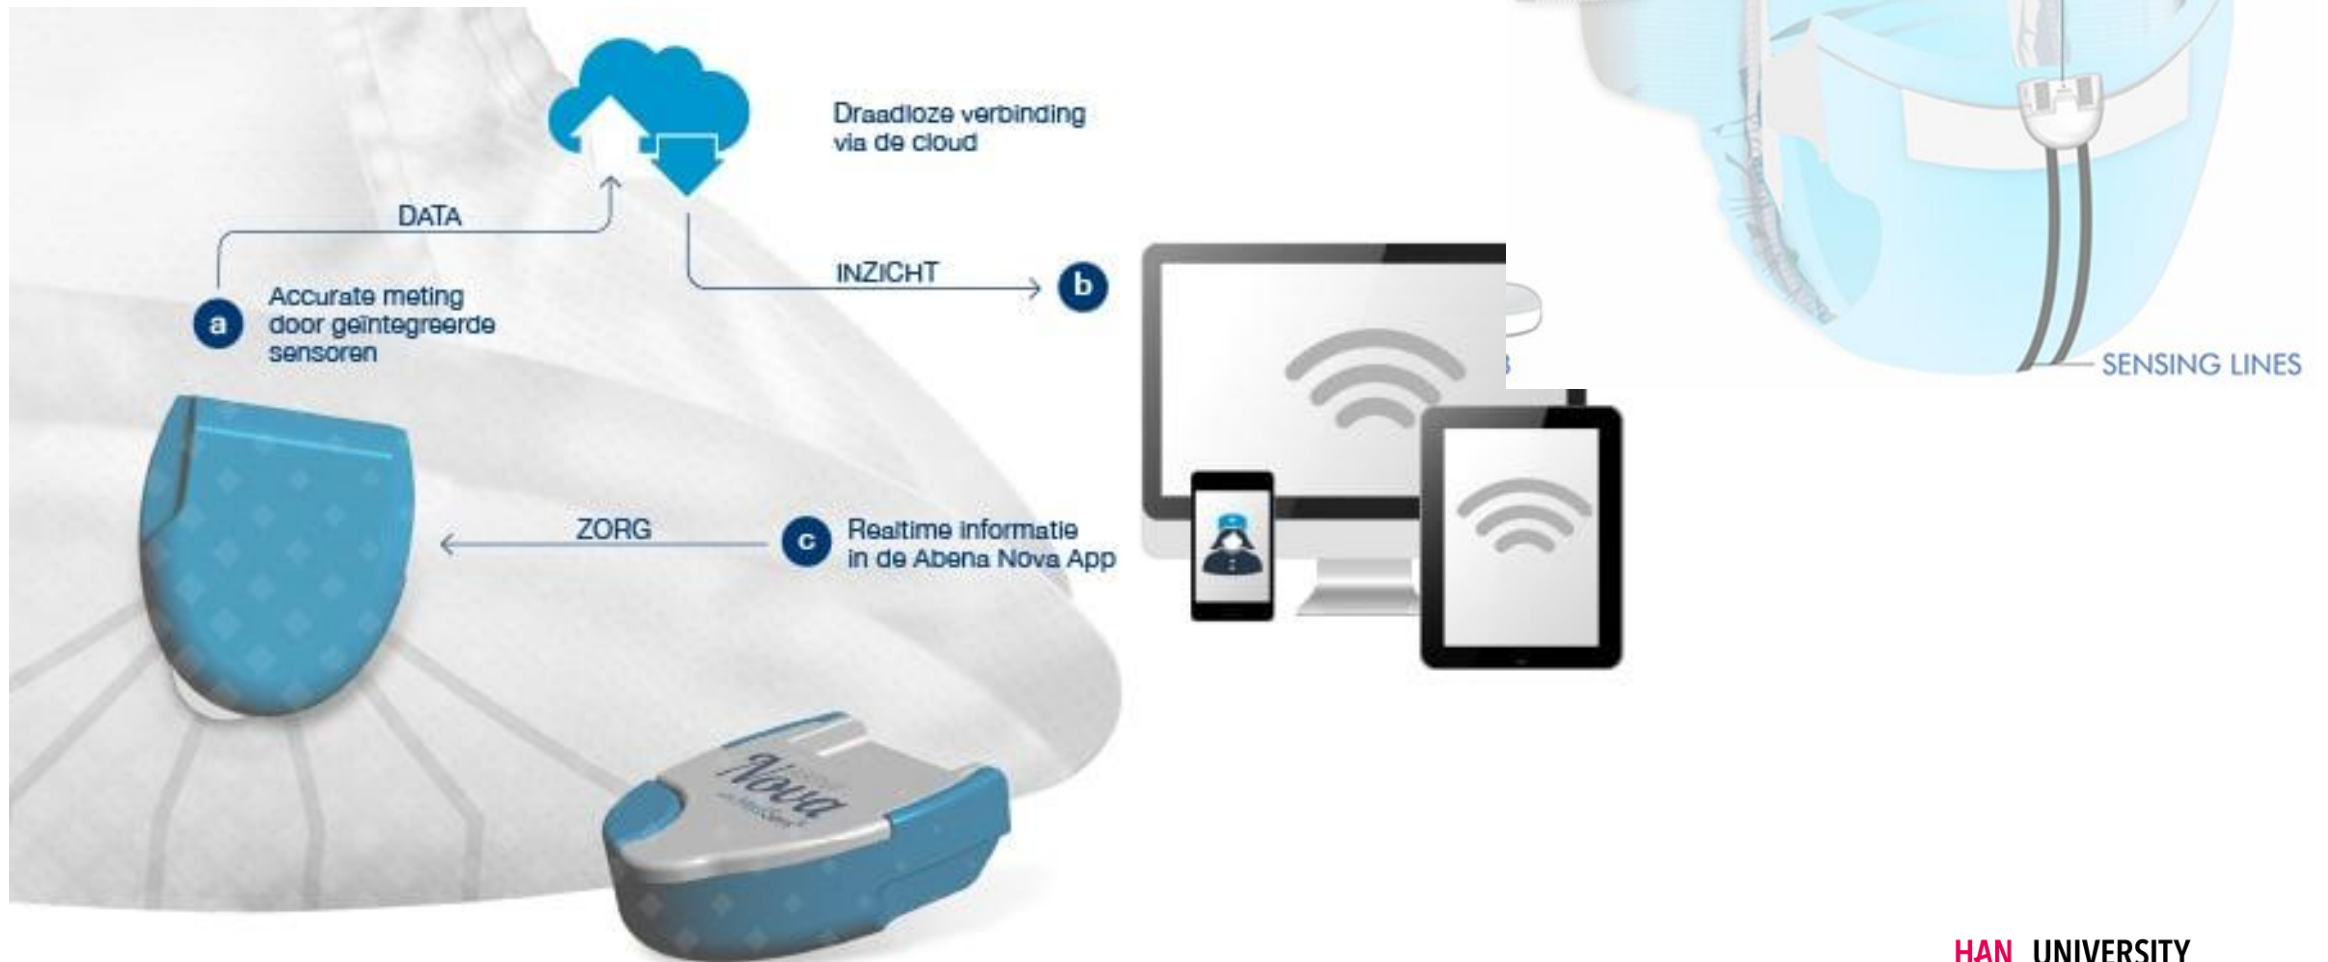 Draadloze verbinding
via de cloud
DATA
INZICHT
b
a
Accurate meting
door geïntegreerde
sensoren
SENSING LINES
ZORG
c
Realtime informatie
in de Abena Nova App
Nova
HAN UNIVERSITY